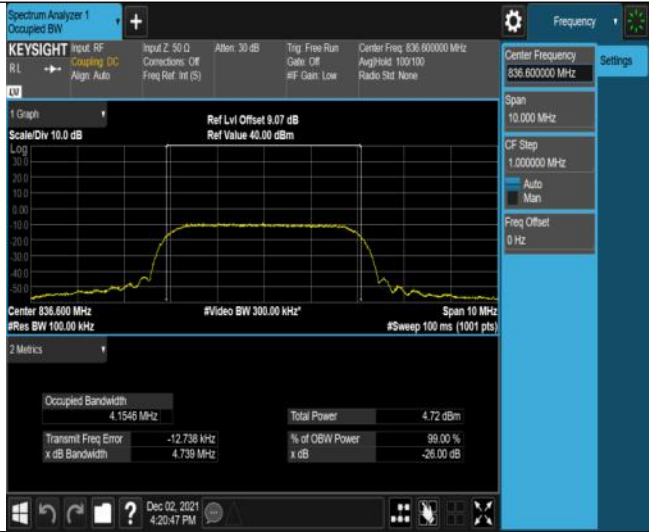 Spectrum Analyzer 1
Occupied BW
+
Frequency
KEYSIGHT
RL
LV
Input: RF
Coupling: DC
Align: Auto
Input Z: 50 Ω
Corrections: Off
Freq Ref: Int (S)
Atten: 30 dB
Trig: Free Run
Gate: Off
#IF Gain: Low
Center Freq: 836.600000 MHz
Avg|Hold: 100/100
Radio Std: None
Center Frequency
836.600000 MHz
Settings
Span
10.000 MHz
CF Step
1.000000 MHz
Auto
Man
Freq Offset
0 Hz
1 Graph
Scale/Div 10.0 dB
Ref Lvl Offset 9.07 dB
Ref Value 40.00 dBm
Log
30.0
20.0
10.0
0.00
-10.0
-20.0
-30.0
-40.0
-50.0
Center 836.600 MHz
#Res BW 100.00 kHz
#Video BW 300.00 kHz*
Span 10 MHz
#Sweep 100 ms (1001 pts)
2 Metrics
Occupied Bandwidth
4.1546 MHz
Total Power 4.72 dBm
Transmit Freq Error -12.738 kHz
% of OBW Power 99.00 %
x dB Bandwidth 4.739 MHz
x dB -26.00 dB
?
Dec 02, 2021
4:20:47 PM